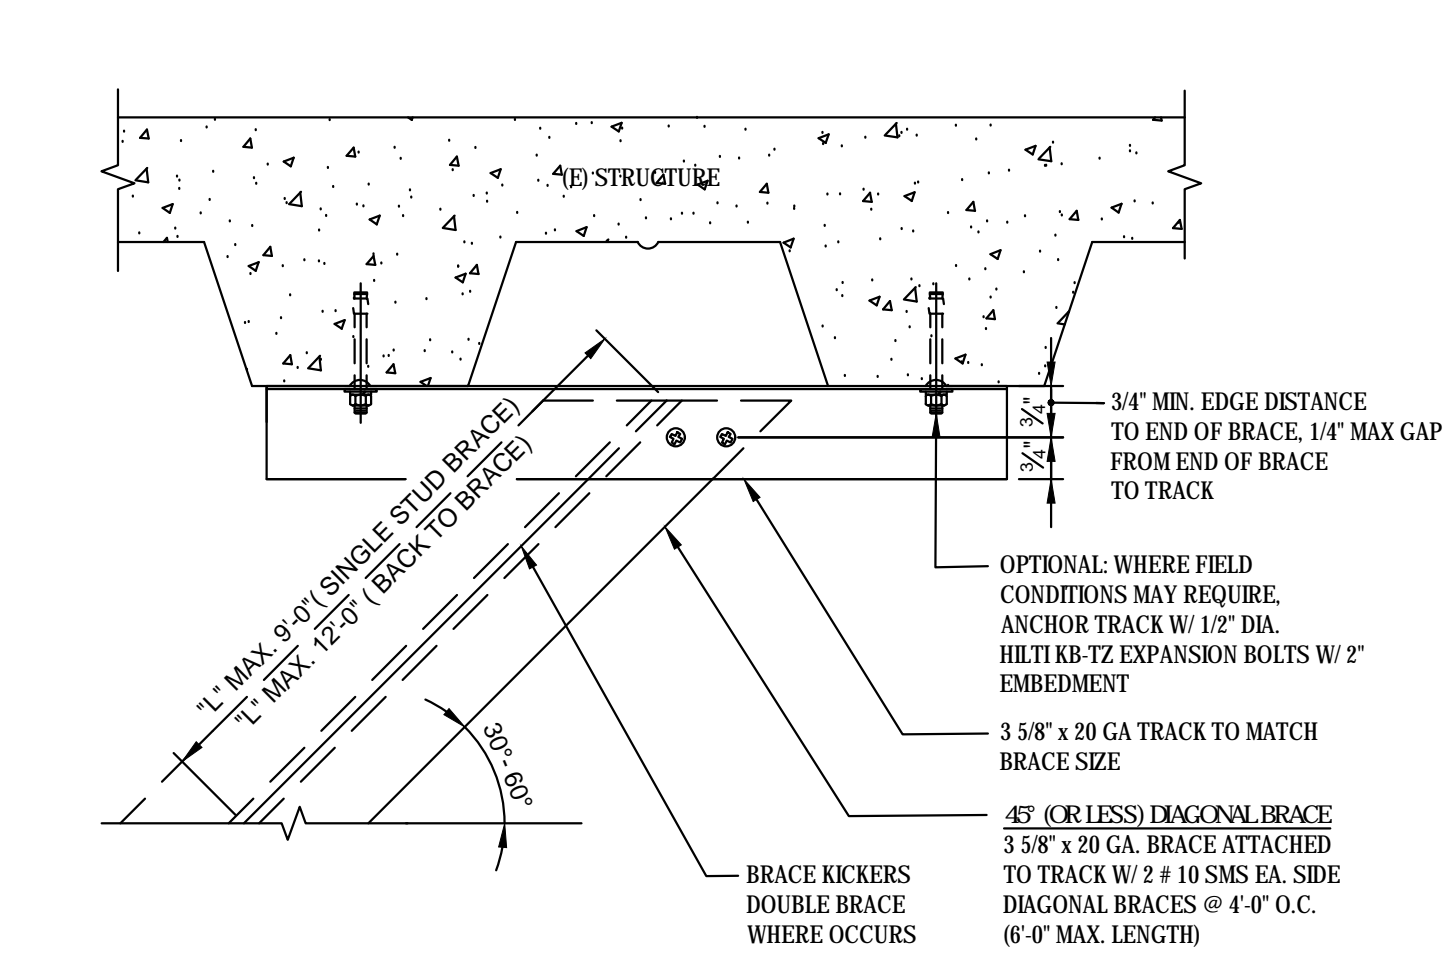 (E) STRUCTURE
"L" MAX. 9'-0"( SINGLE STUD BRACE)
"L" MAX. 12'-0" ( BACK TO BRACE)
3/4"
3/4"
3/4" MIN. EDGE DISTANCE
TO END OF BRACE, 1/4" MAX GAP
FROM END OF BRACE
TO TRACK
OPTIONAL: WHERE FIELD
CONDITIONS MAY REQUIRE,
ANCHOR TRACK W/ 1/2" DIA.
HILTI KB-TZ EXPANSION BOLTS W/ 2"
EMBEDMENT
3 5/8" x 20 GA TRACK TO MATCH
BRACE SIZE
30°- 60°
45° (OR LESS) DIAGONAL BRACE
3 5/8" x 20 GA. BRACE ATTACHED
TO TRACK W/ 2 # 10 SMS EA. SIDE
DIAGONAL BRACES @ 4'-0" O.C.
(6'-0" MAX. LENGTH)
BRACE KICKERS
DOUBLE BRACE
WHERE OCCURS